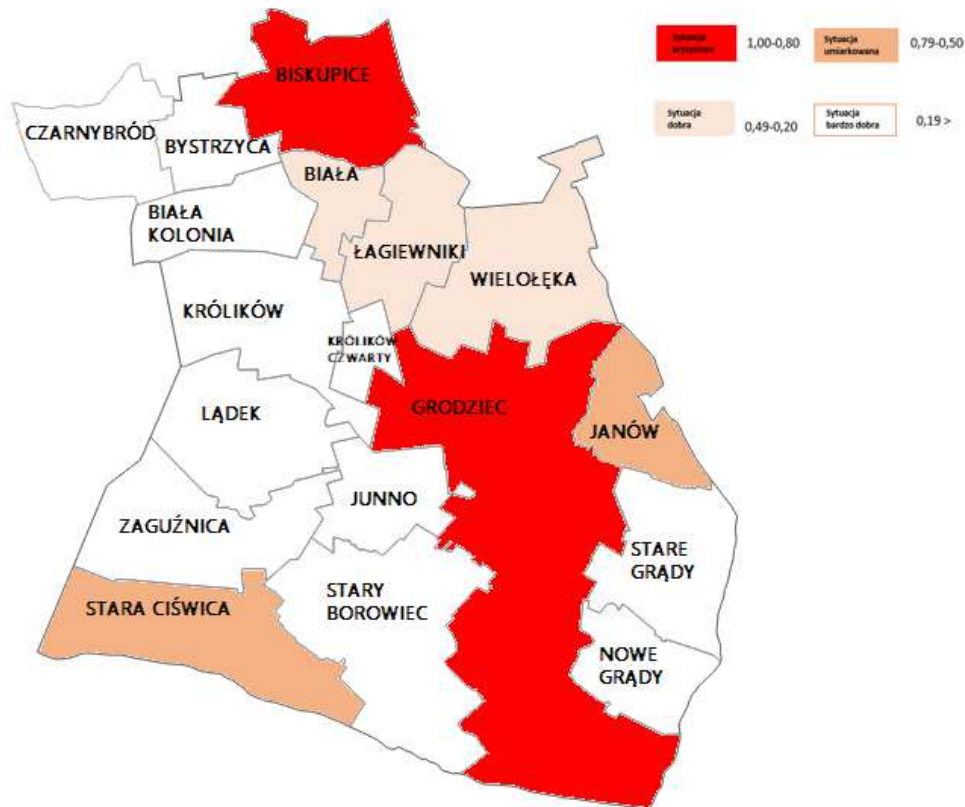 Sytuacja
kryzysowa
1,00-0,80
Sytuacja
umiarkowana
0,79-0,50
Sytuacja
dobra
0,49-0,20
Sytuacja
bardzo dobra
0,19 >
BISKUPICE
CZARNYBRÓD
BYSTRZYCA
BIAŁA
BIAŁA
KOLONIA
ŁAGIEWNIKI
WIELOŁĘKA
KRÓLIKÓW
KRÓLIKÓW
CZWARTY
GRODZIEC
LĄDEK
JANÓW
JUNNO
ZAGUŹNICA
STARE
GRĄDY
STARA CIŚWICA
STARY
BOROWIEC
NOWE
GRĄDY